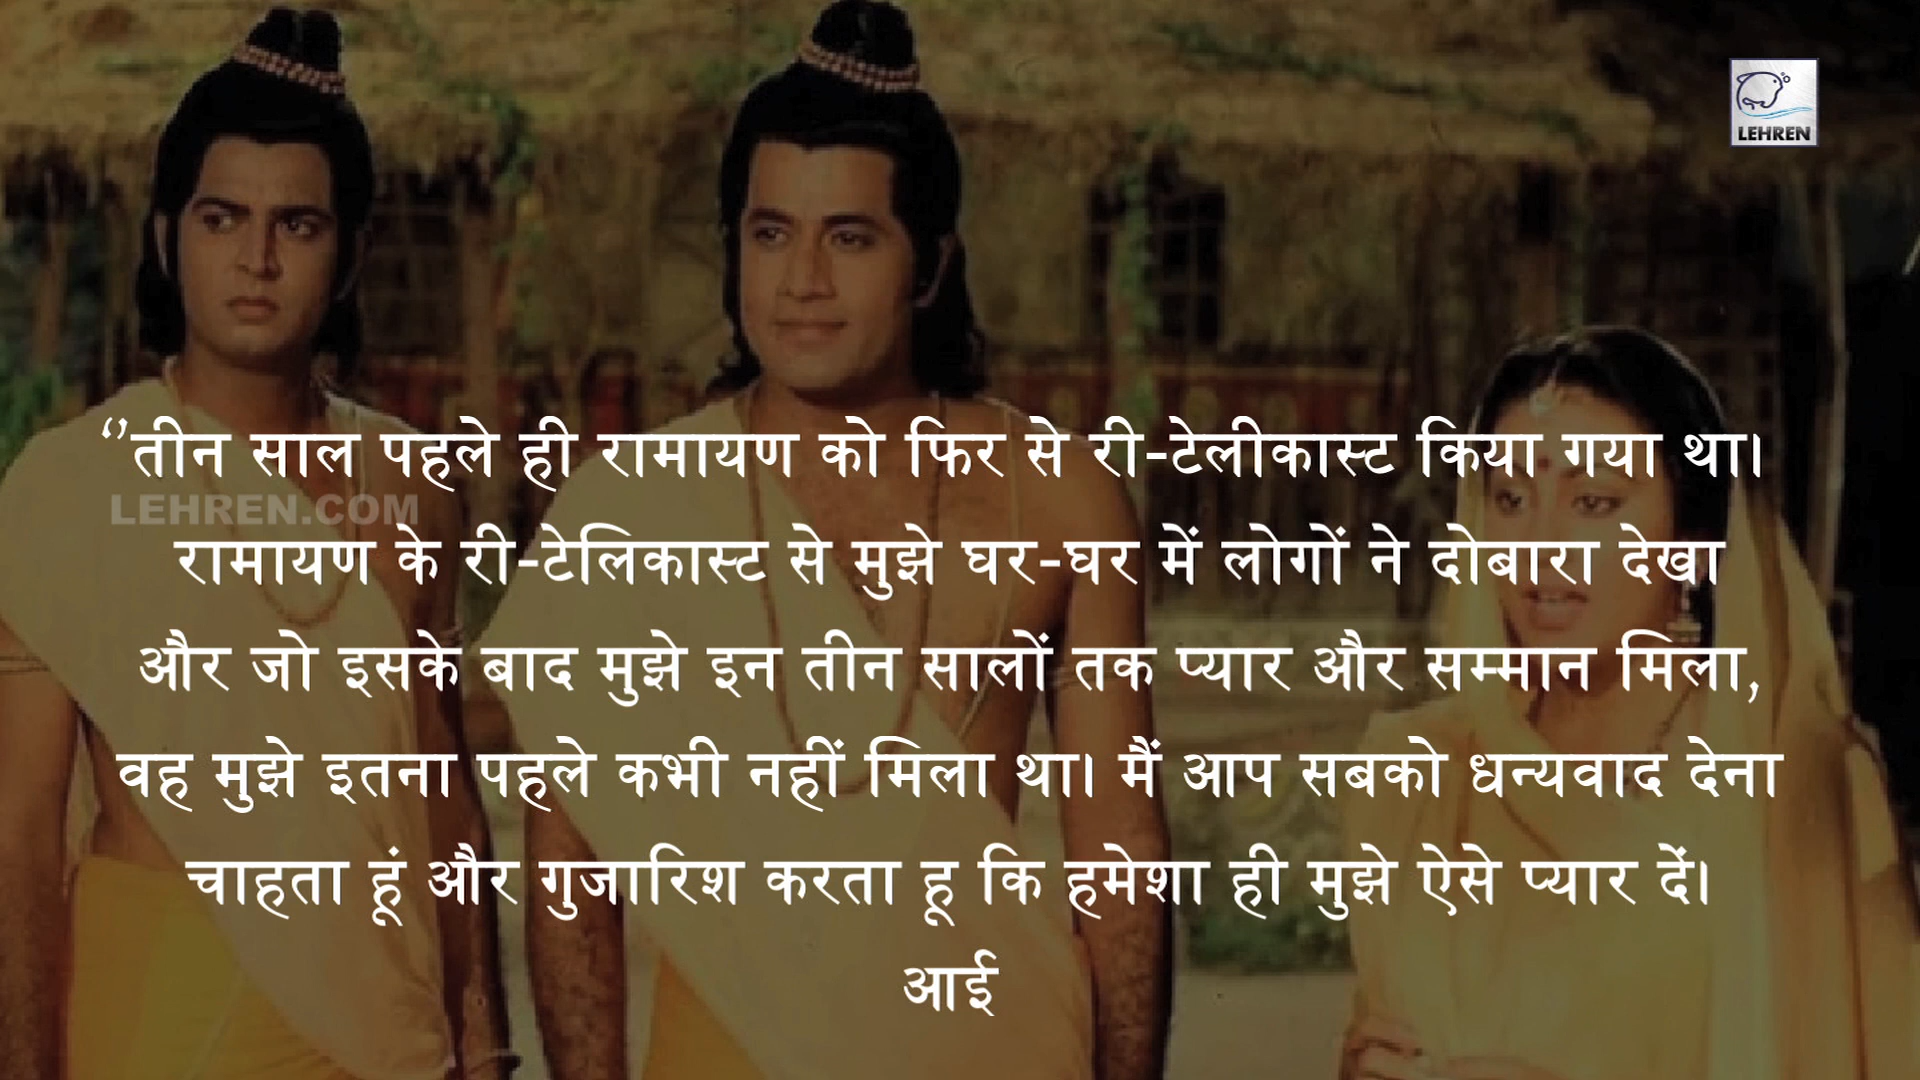 LEHREN
‘’तीन साल पहले ही रामायण को फिर से री-टेलीकास्ट किया गया था।
LEHREN.COM
रामायण के री-टेलिकास्ट से मुझे घर-घर में लोगों ने दोबारा देखा
और जो इसके बाद मुझे इन तीन सालों तक प्यार और सम्मान मिला,
वह मुझे इतना पहले कभी नहीं मिला था। मैं आप सबको धन्यवाद देना
चाहता हूं और गुजारिश करता हू कि हमेशा ही मुझे ऐसे प्यार दें।
आई